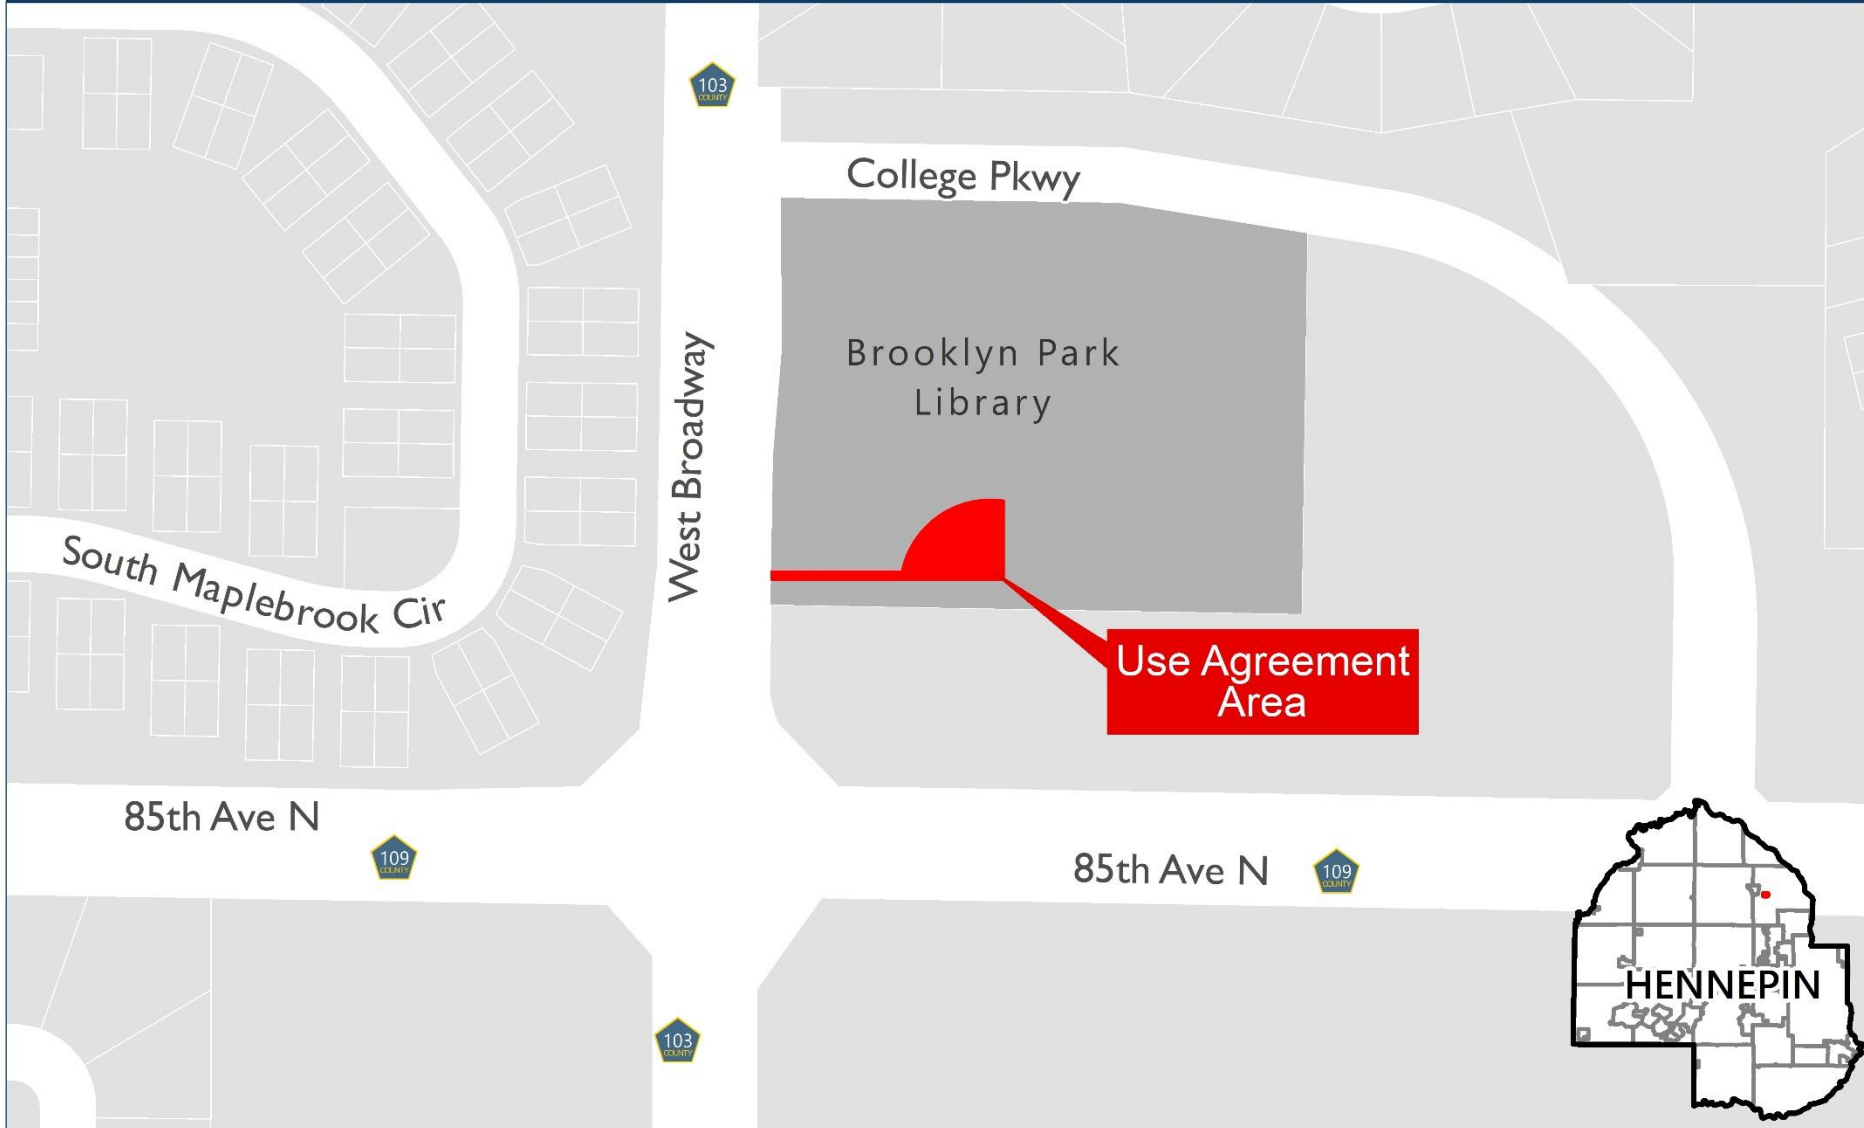 103
COUNTY
College Pkwy
Brooklyn Park
Library
West Broadway
South Maplebrook Cir
Use Agreement
Area
85th Ave N
109
COUNTY
85th Ave N
109
COUNTY
HENNEPIN
103
COUNTY